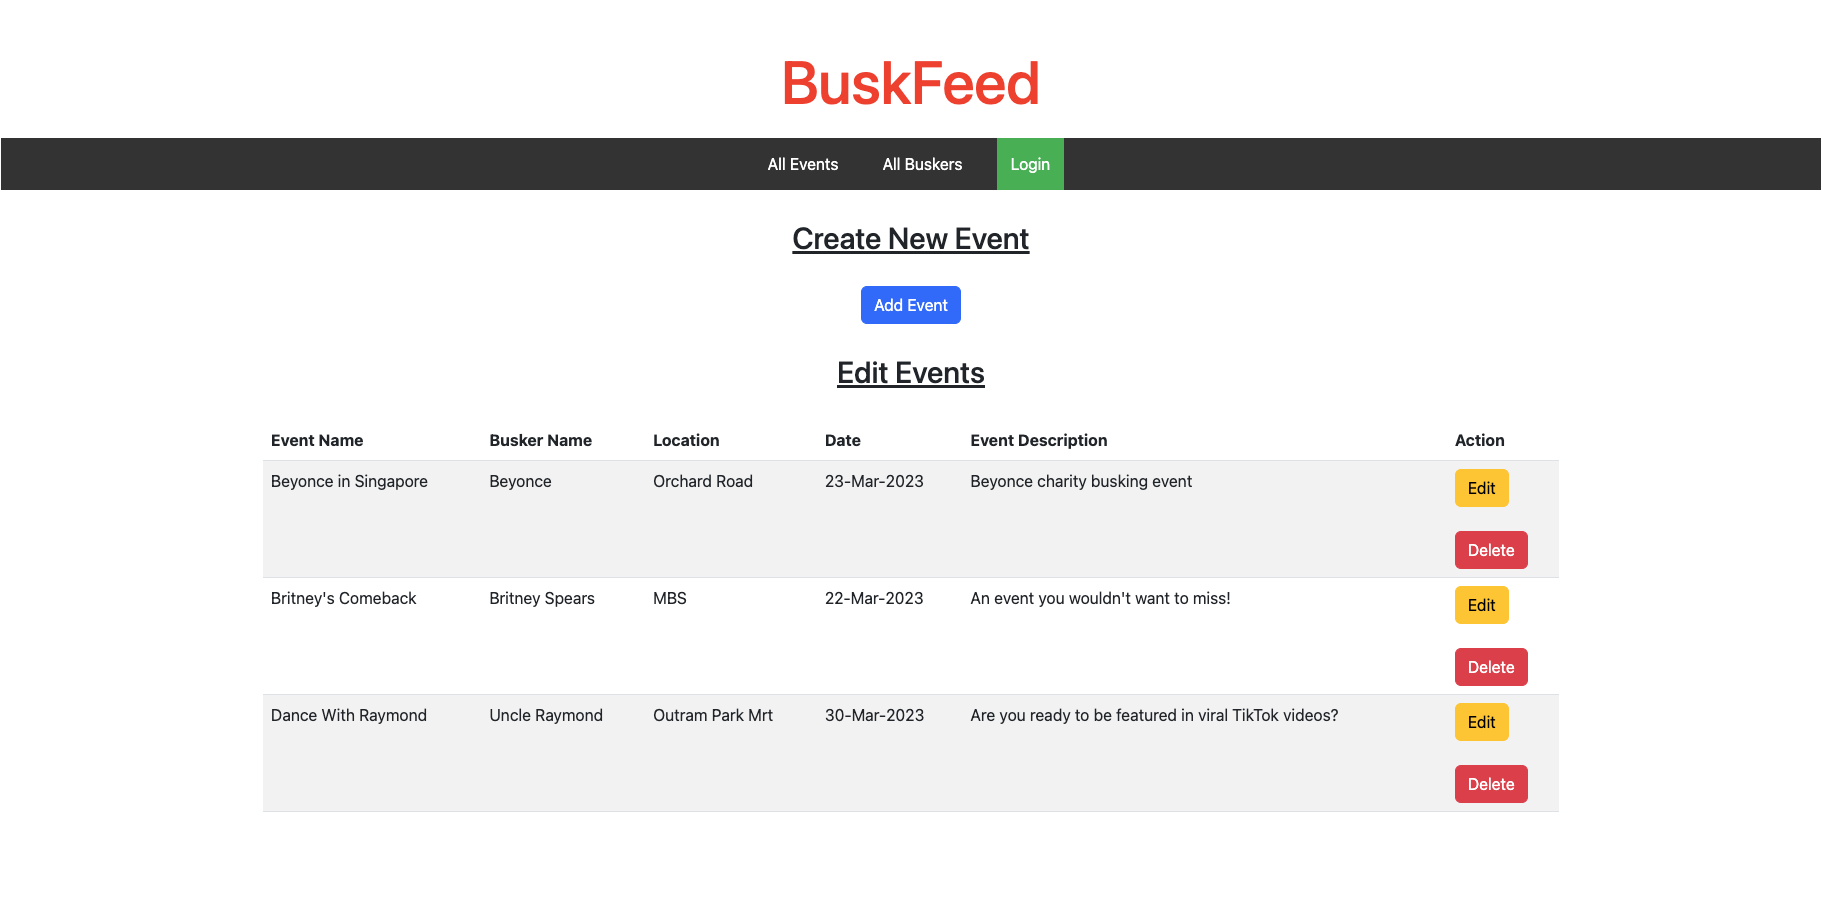 BuskFeed
All Events All Buskers Login
Create New Event
Add Event
Edit Events
Event Name Busker Name Location Date Event Description Action
Beyonce in Singapore Beyonce Orchard Road 23-Mar-2023 Beyonce charity busking event Edit
Delete
Britney's Comeback Britney Spears MBS 22-Mar-2023 An event you wouldn't want to miss! Edit
Delete
Dance With Raymond Uncle Raymond Outram Park Mrt 30-Mar-2023 Are you ready to be featured in viral TikTok videos? Edit
Delete